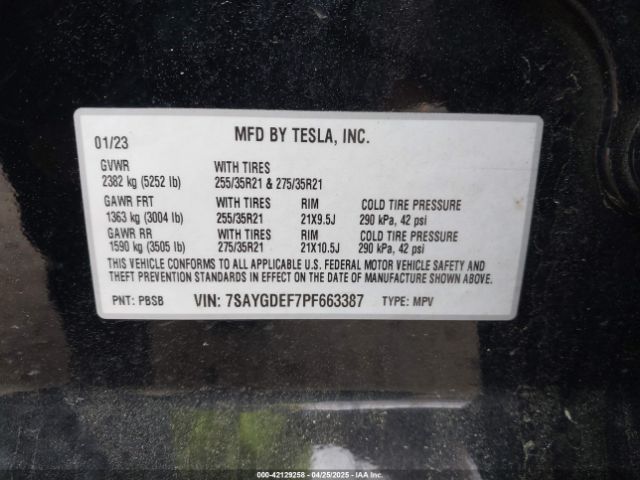 01/23 MFD BY TESLA, INC.
GVWR WITH TIRES
2382 kg (5252 lb) 255/35R21 & 275/35R21
GAWR FRT WITH TIRES RIM COLD TIRE PRESSURE
1363 kg (3004 lb) 255/35R21 21X9.5J 290 kPa, 42 psi
GAWR RR WITH TIRES RIM COLD TIRE PRESSURE
1590 kg (3505 lb) 275/35R21 21X10.5J 290 kPa, 42 psi
THIS VEHICLE CONFORMS TO ALL APPLICABLE U.S. FEDERAL MOTOR VEHICLE SAFETY AND
THEFT PREVENTION STANDARDS IN EFFECT ON THE DATE OF MANUFACTURE SHOWN ABOVE.
PNT: PBSB VIN: 7SAYGDEF7PF663387 TYPE: MPV
000-42129258 - 04/25/2025 - IAA Inc.